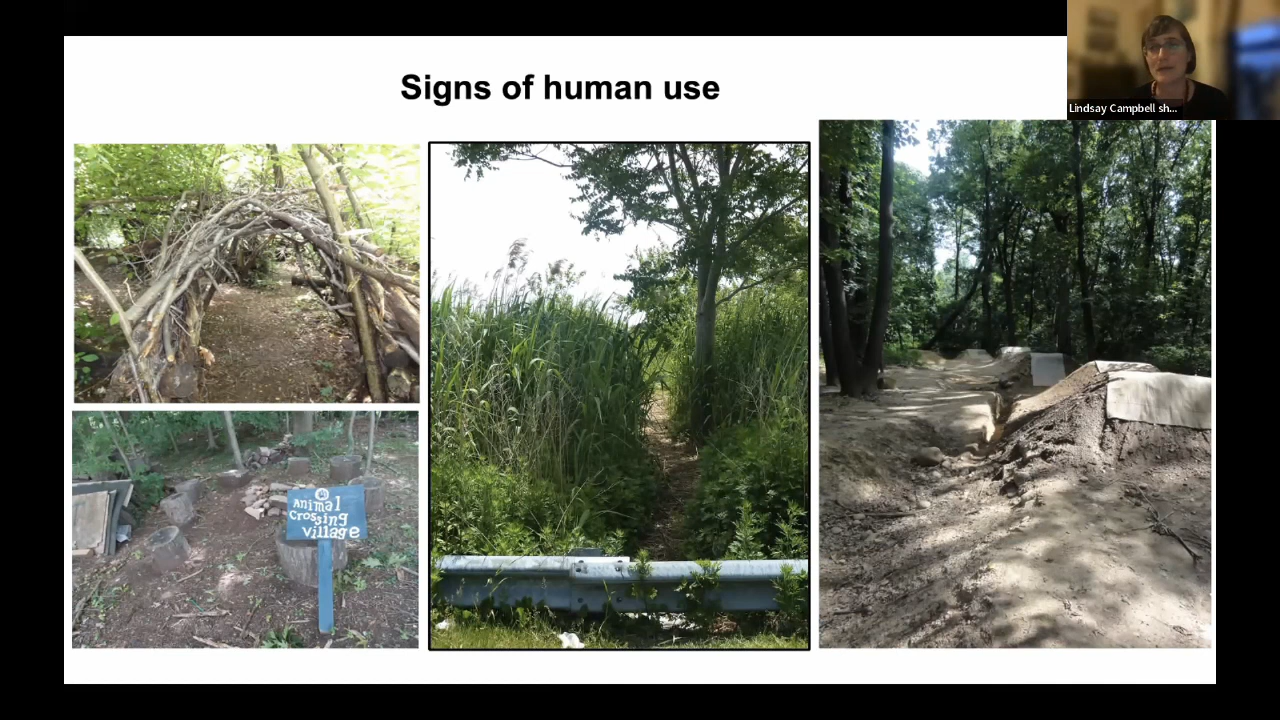 Signs of human use
Lindsay Campbell sh...
Animal
Crossing
Village